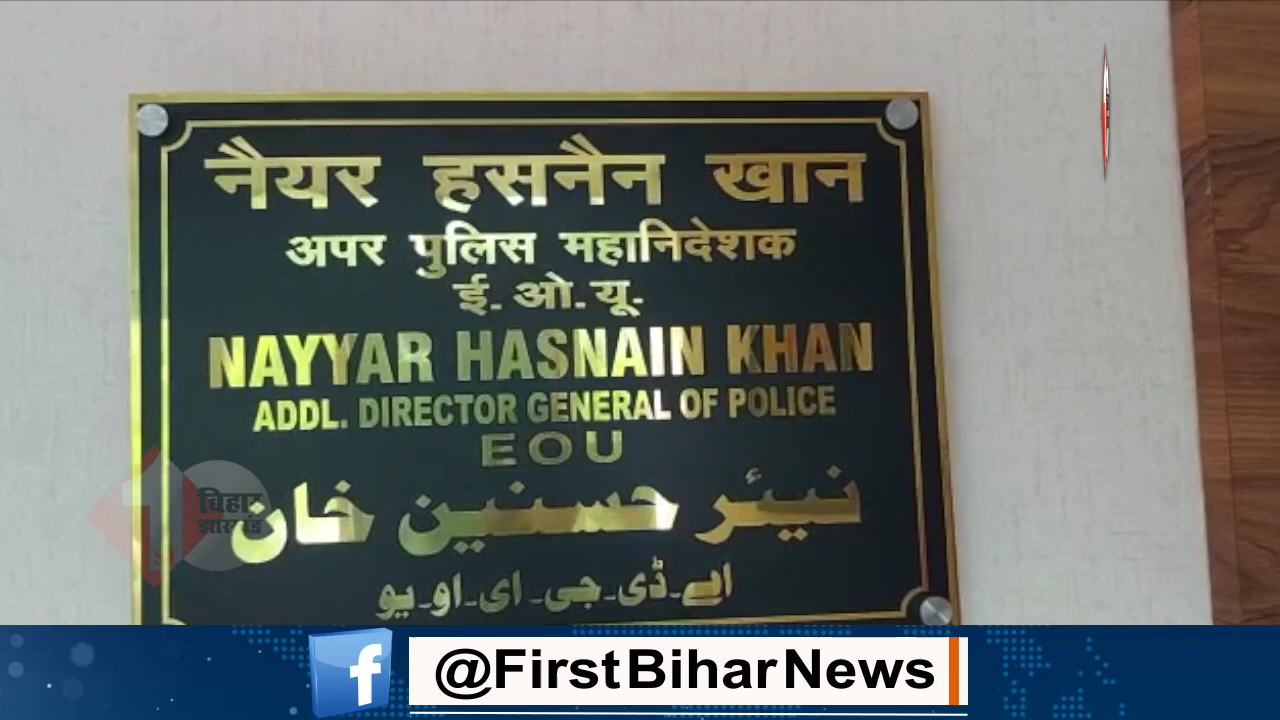 नैयर हसनैन खान
अपर पुलिस महानिदेशक
ई. ओ. यू.
NAYYAR HASNAIN KHAN
ADDL. DIRECTOR GENERAL OF POLICE
EOU
نیئر حسنین خان
اے۔ڈی۔جی۔ای۔او۔یو
बिहार
झारखंड
@FirstBiharNews